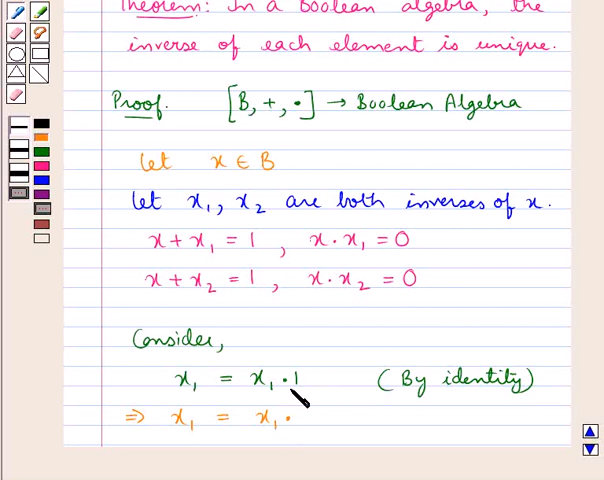 Theorem: In a Boolean algebra, the
inverse of each element is unique.
Proof. [B, +, •] → Boolean Algebra
Let x ∈ B
Let x₁, x₂ are both inverses of x.
x + x₁ = 1 , x · x₁ = 0
x + x₂ = 1 , x · x₂ = 0
Consider,
x₁ = x₁ · 1 (By identity)
⇒ x₁ = x₁ ·